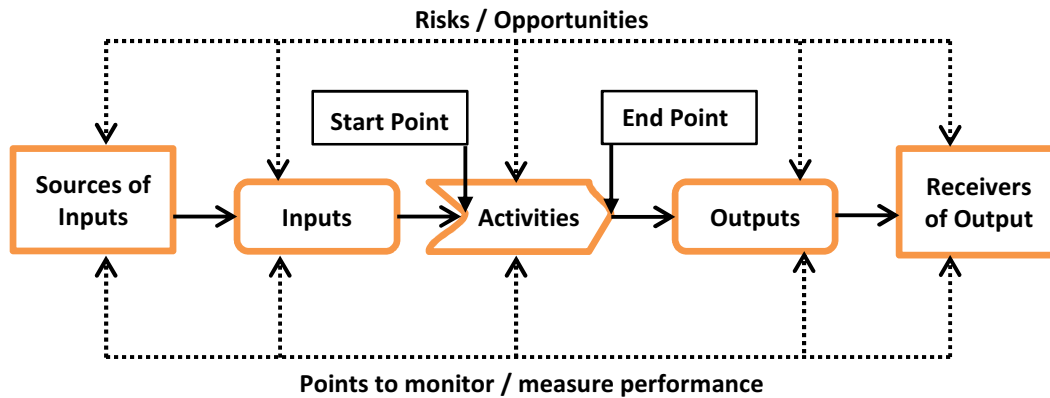 Risks / Opportunities
Start Point
End Point
Sources of
Inputs
Inputs
Activities
Outputs
Receivers
of Output
Points to monitor / measure performance